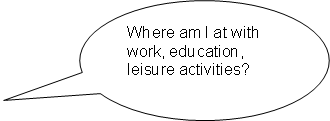 Where am I at with
work, education,
leisure activities?